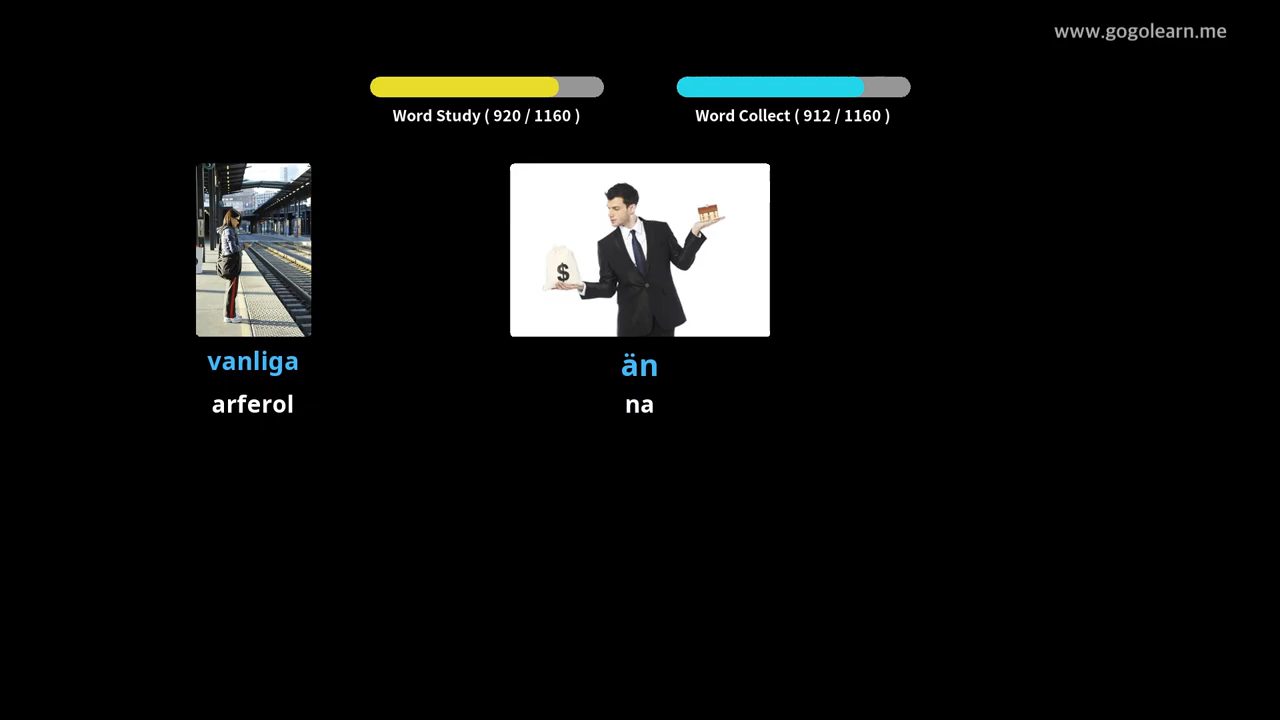 www.gogolearn.me
Word Study ( 920 / 1160 )
Word Collect ( 912 / 1160 )
$
vanliga
än
arferol
na